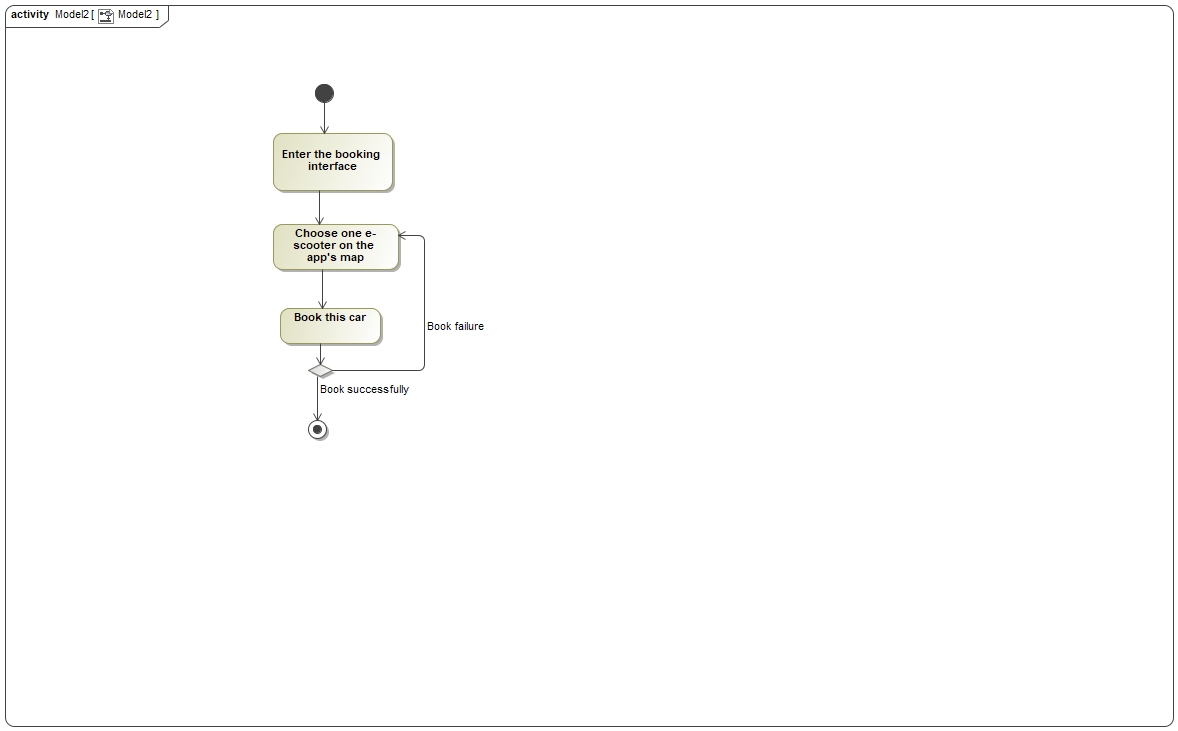 activity Model2 [ Model2 ]
Enter the booking
interface
Choose one e-
scooter on the
app's map
Book this car
Book failure
Book successfully